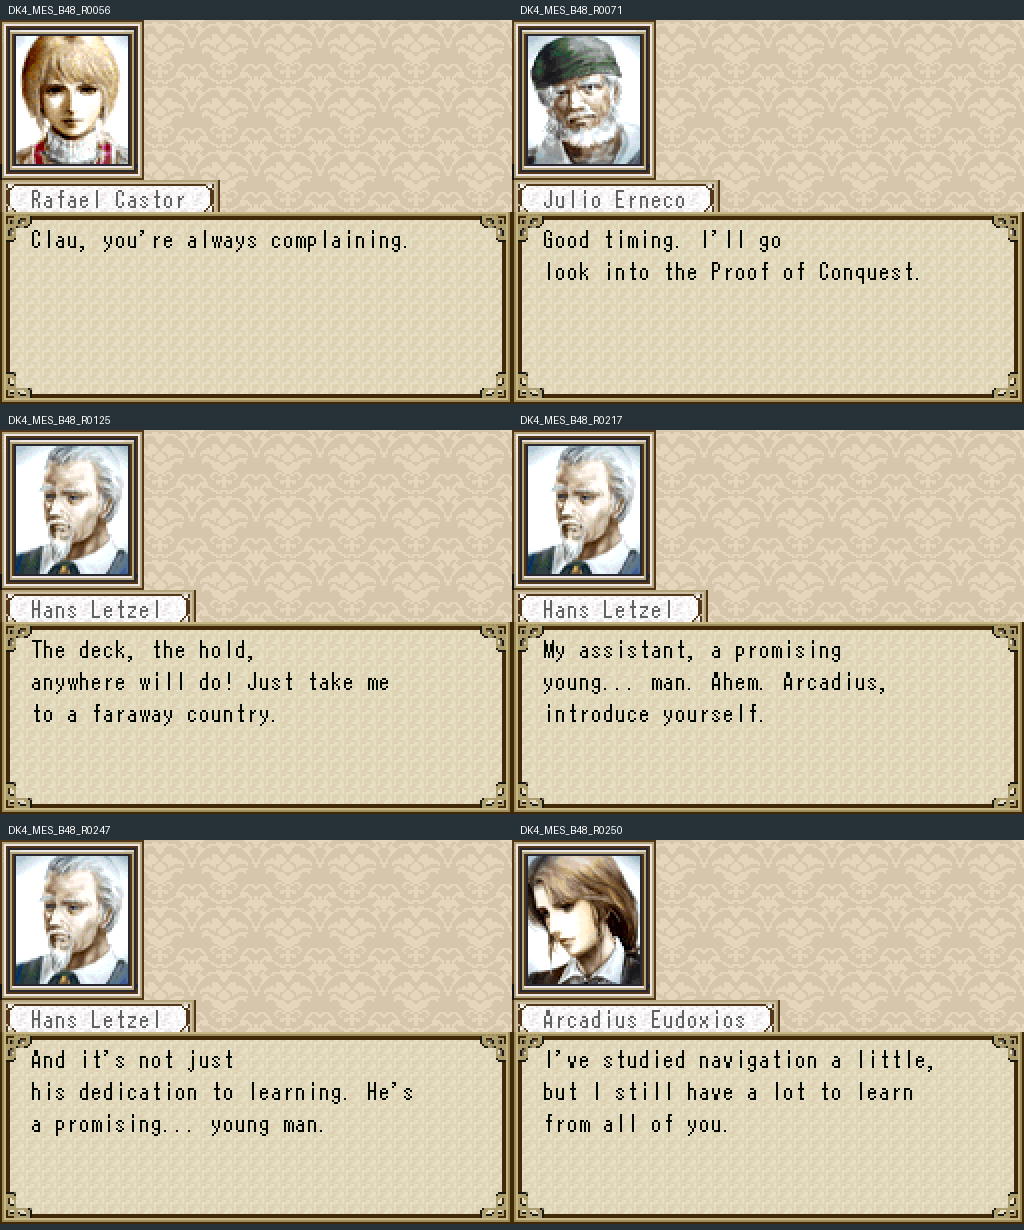 DK4_MES_B48_R0056
Rafael Castor
Clau, you're always complaining.
DK4_MES_B48_R0071
Julio Erneco
Good timing. I'll go
look into the Proof of Conquest.
DK4_MES_B48_R0125
Hans Letzel
The deck, the hold,
anywhere will do! Just take me
to a faraway country.
DK4_MES_B48_R0217
Hans Letzel
My assistant, a promising
young... man. Ahem. Arcadius,
introduce yourself.
DK4_MES_B48_R0247
Hans Letzel
And it's not just
his dedication to learning. He's
a promising... young man.
DK4_MES_B48_R0250
Arcadius Eudoxios
I've studied navigation a little,
but I still have a lot to learn
from all of you.